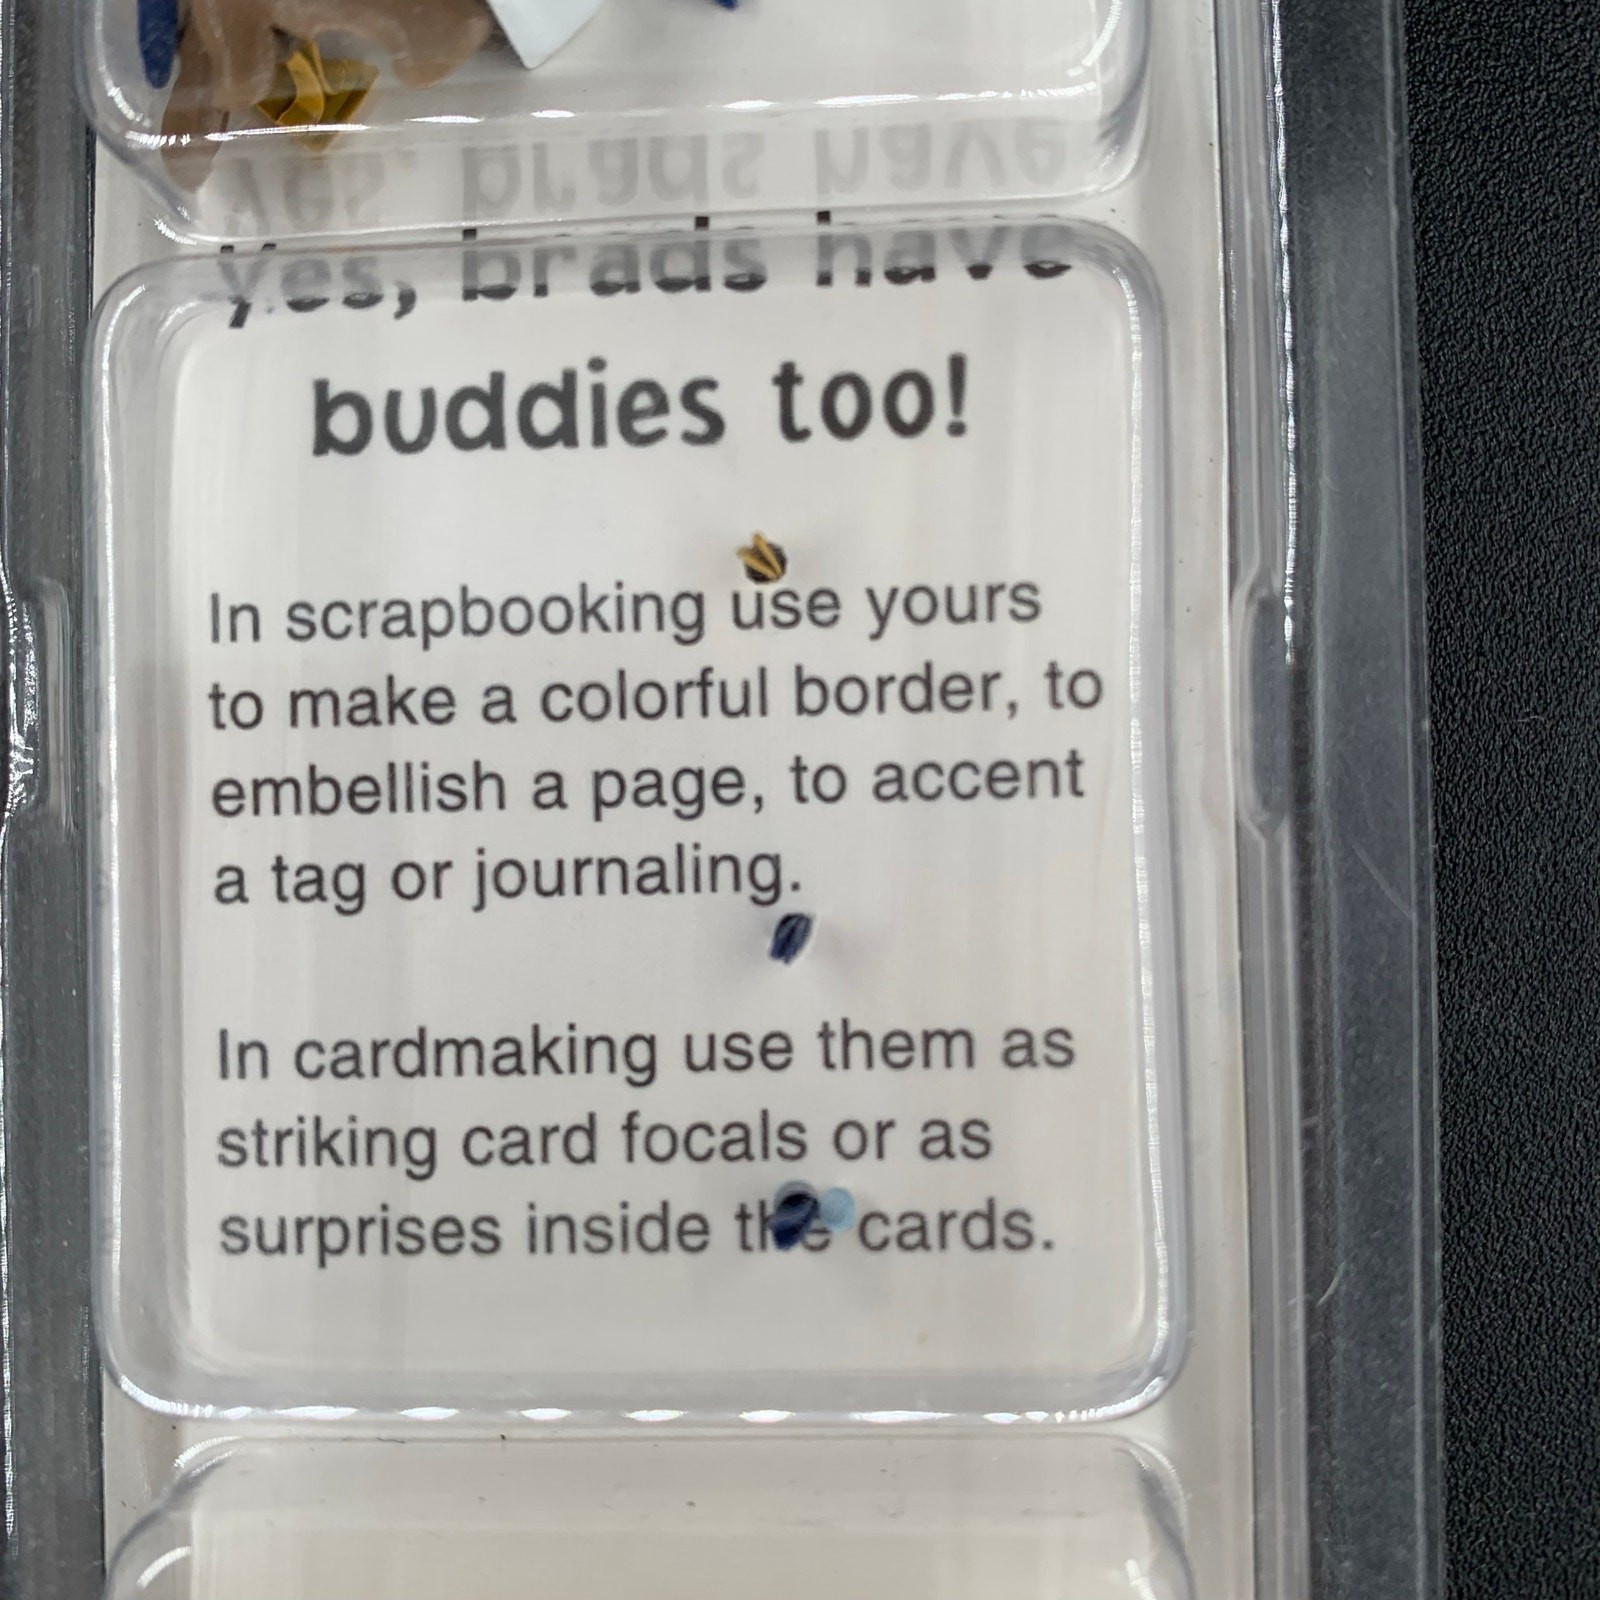 Yes, brads have
buddies too!
In scrapbooking use yours
to make a colorful border, to
embellish a page, to accent
a tag or journaling.
In cardmaking use them as
striking card focals or as
surprises inside the cards.